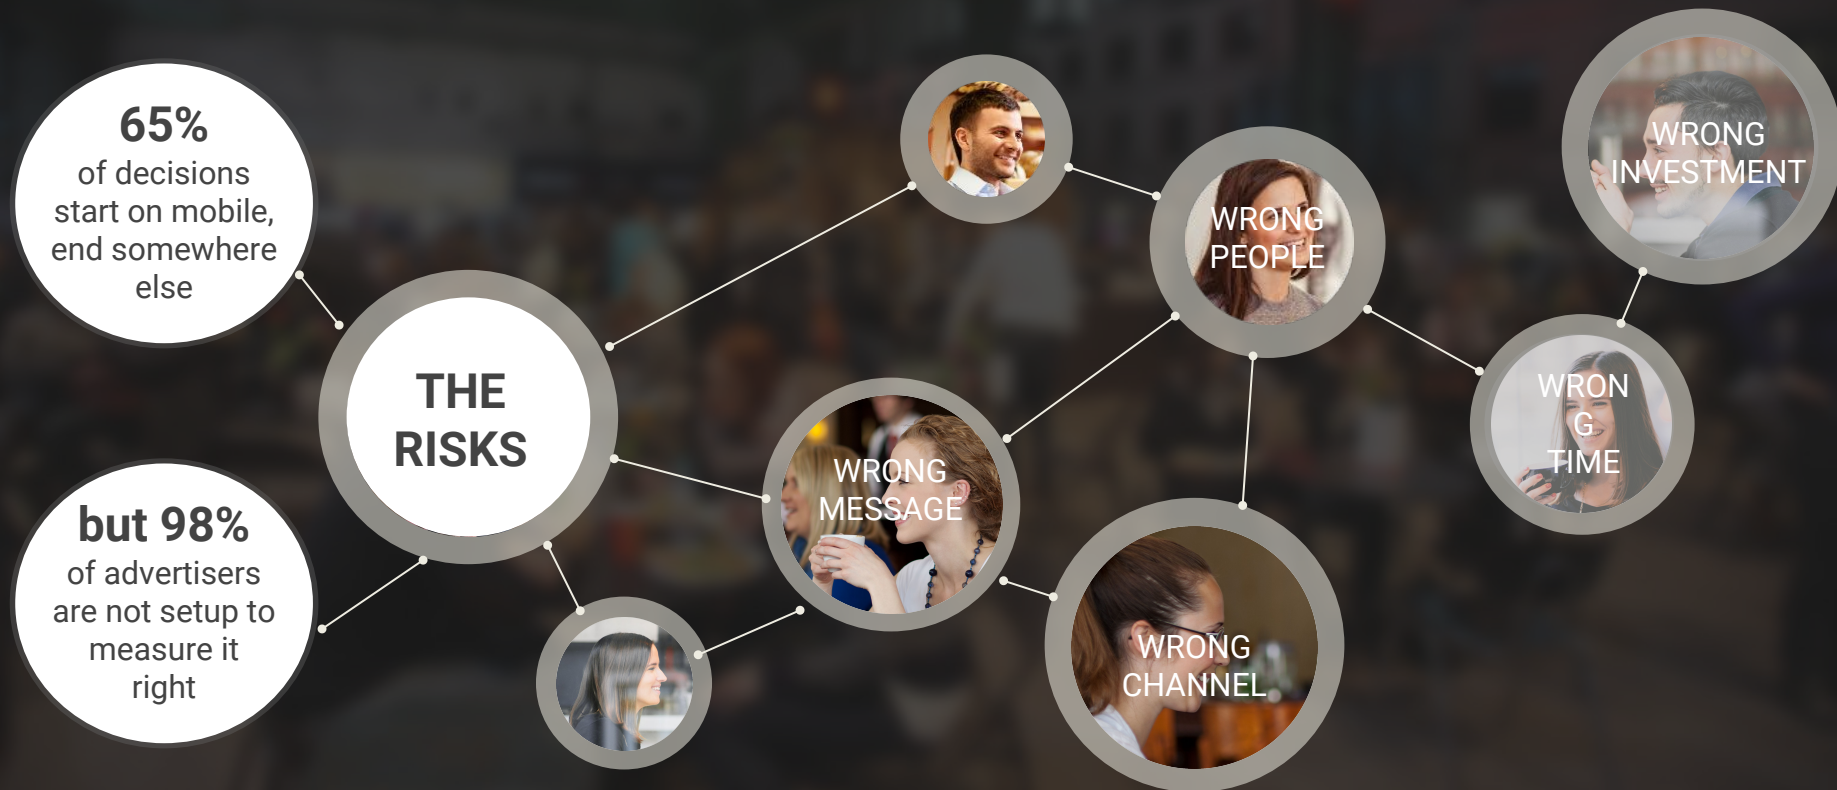 65%
of decisions
start on mobile,
end somewhere
else
but 98%
of advertisers
are not setup to
measure it
right
THE
RISKS
WRONG
MESSAGE
WRONG
PEOPLE
WRONG
CHANNEL
WRON
G
TIME
WRONG
INVESTMENT